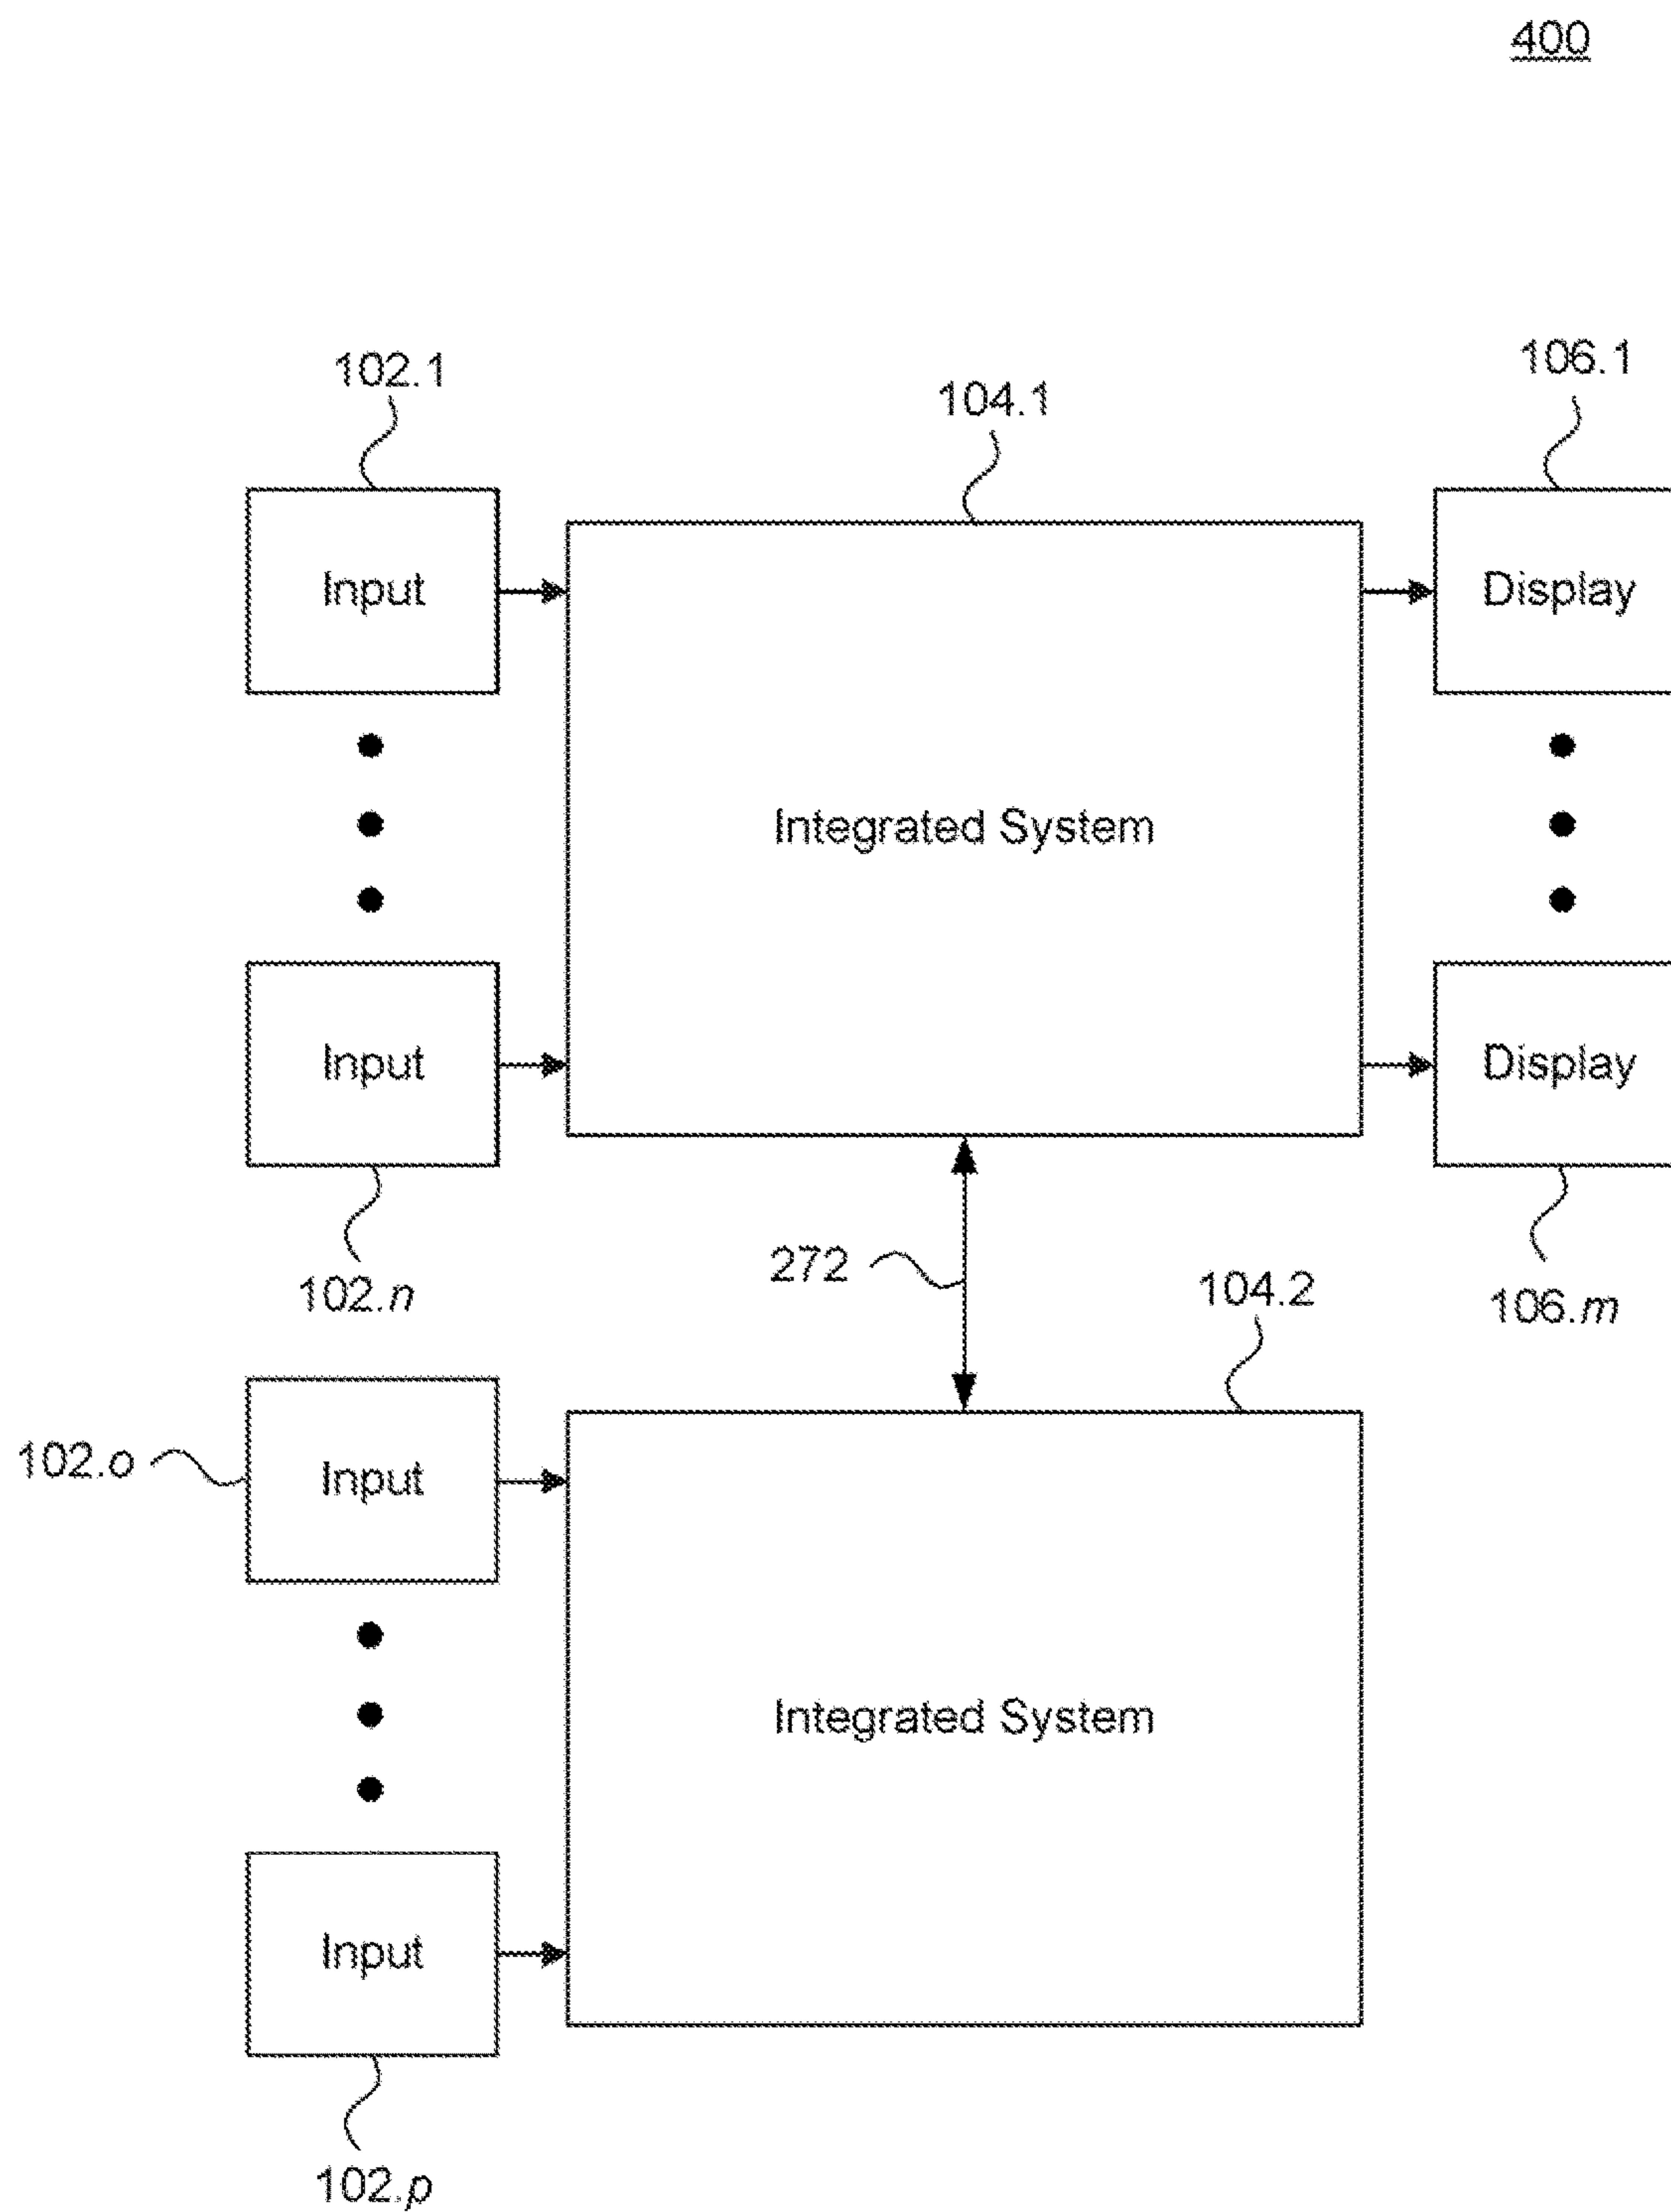 400
102.1
104.1
106.1
Input
Integrated System
Display
Input
Display
102.n
272
104.2
106.m
102.o
Input
Integrated System
Input
102.p